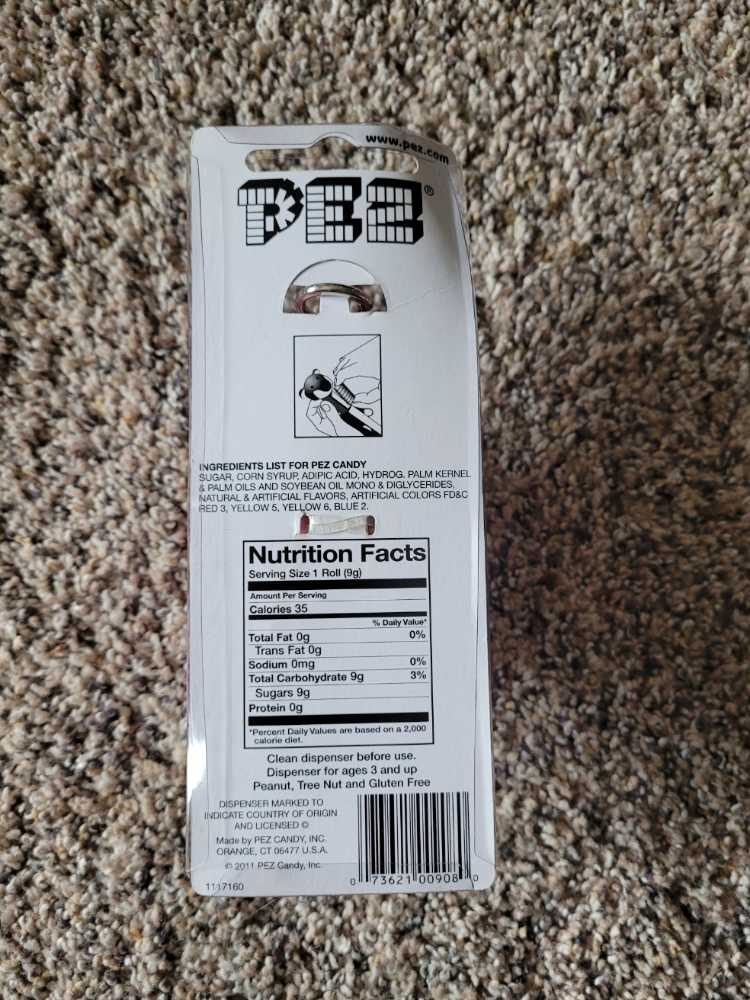 www.pez.com
PEZ®
INGREDIENTS LIST FOR PEZ CANDY
SUGAR, CORN SYRUP, ADIPIC ACID, HYDROG. PALM KERNEL
& PALM OILS AND SOYBEAN OIL MONO & DIGLYCERIDES,
NATURAL & ARTIFICIAL FLAVORS, ARTIFICIAL COLORS FD&C
RED 3, YELLOW 5, YELLOW 6, BLUE 2.
Nutrition Facts
Serving Size 1 Roll (9g)
Amount Per Serving
Calories 35
% Daily Value*
Total Fat 0g 0%
Trans Fat 0g
Sodium 0mg 0%
Total Carbohydrate 9g 3%
Sugars 9g
Protein 0g
*Percent Daily Values are based on a 2,000
calorie diet.
Clean dispenser before use.
Dispenser for ages 3 and up
Peanut, Tree Nut and Gluten Free
DISPENSER MARKED TO
INDICATE COUNTRY OF ORIGIN
AND LICENSED ©
Made by PEZ CANDY, INC.
ORANGE, CT 06477 U.S.A.
© 2011 PEZ Candy, Inc.
1117160
0 73621 00908 0